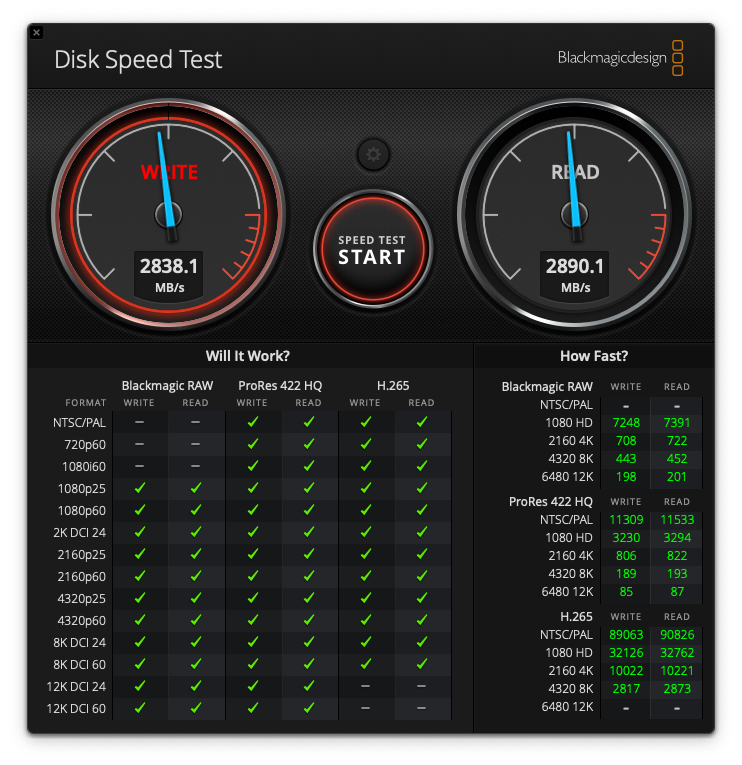 Disk Speed Test
Blackmagicdesign
WRITE
2838.1
MB/s
SPEED TEST
START
READ
2890.1
MB/s
Will It Work?
Blackmagic RAW ProRes 422 HQ H.265
FORMAT WRITE READ WRITE READ WRITE READ
NTSC/PAL – – ✓ ✓ ✓ ✓
720p60 – – ✓ ✓ ✓ ✓
1080i60 – – ✓ ✓ ✓ ✓
1080p25 ✓ ✓ ✓ ✓ ✓ ✓
1080p60 ✓ ✓ ✓ ✓ ✓ ✓
2K DCI 24 ✓ ✓ ✓ ✓ ✓ ✓
2160p25 ✓ ✓ ✓ ✓ ✓ ✓
2160p60 ✓ ✓ ✓ ✓ ✓ ✓
4320p25 ✓ ✓ ✓ ✓ ✓ ✓
4320p60 ✓ ✓ ✓ ✓ ✓ ✓
8K DCI 24 ✓ ✓ ✓ ✓ ✓ ✓
8K DCI 60 ✓ ✓ ✓ ✓ ✓ ✓
12K DCI 24 ✓ ✓ ✓ ✓ – –
12K DCI 60 ✓ ✓ ✓ ✓ – –
How Fast?
Blackmagic RAW WRITE READ
NTSC/PAL – –
1080 HD 7248 7391
2160 4K 708 722
4320 8K 443 452
6480 12K 198 201
ProRes 422 HQ WRITE READ
NTSC/PAL 11309 11533
1080 HD 3230 3294
2160 4K 806 822
4320 8K 189 193
6480 12K 85 87
H.265 WRITE READ
NTSC/PAL 89063 90826
1080 HD 32126 32762
2160 4K 10022 10221
4320 8K 2817 2873
6480 12K – –